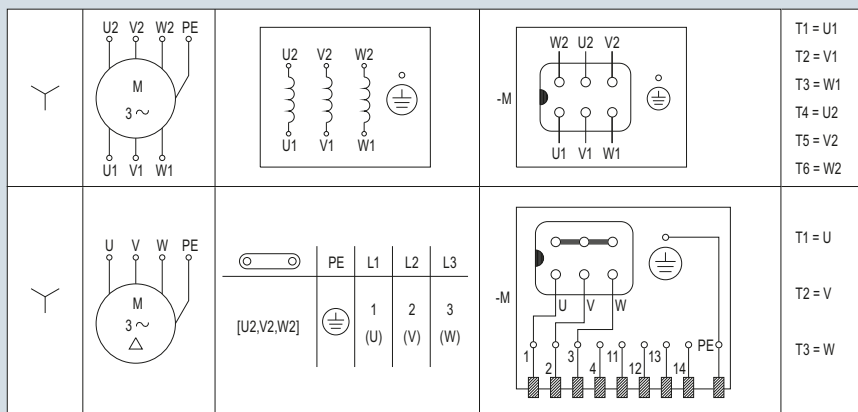 U2 V2 W2 PE
M
3 ~
U1 V1 W1
U2 V2 W2
U1 V1 W1
W2 U2 V2
-M
U1 V1 W1
T1 = U1
T2 = V1
T3 = W1
T4 = U2
T5 = V2
T6 = W2
U V W PE
M
3 ~
PE L1 L2 L3
[U2,V2,W2] 1 2 3
(U) (V) (W)
-M
U V W
1 2 3 4 11 12 13 14 PE
T1 = U
T2 = V
T3 = W